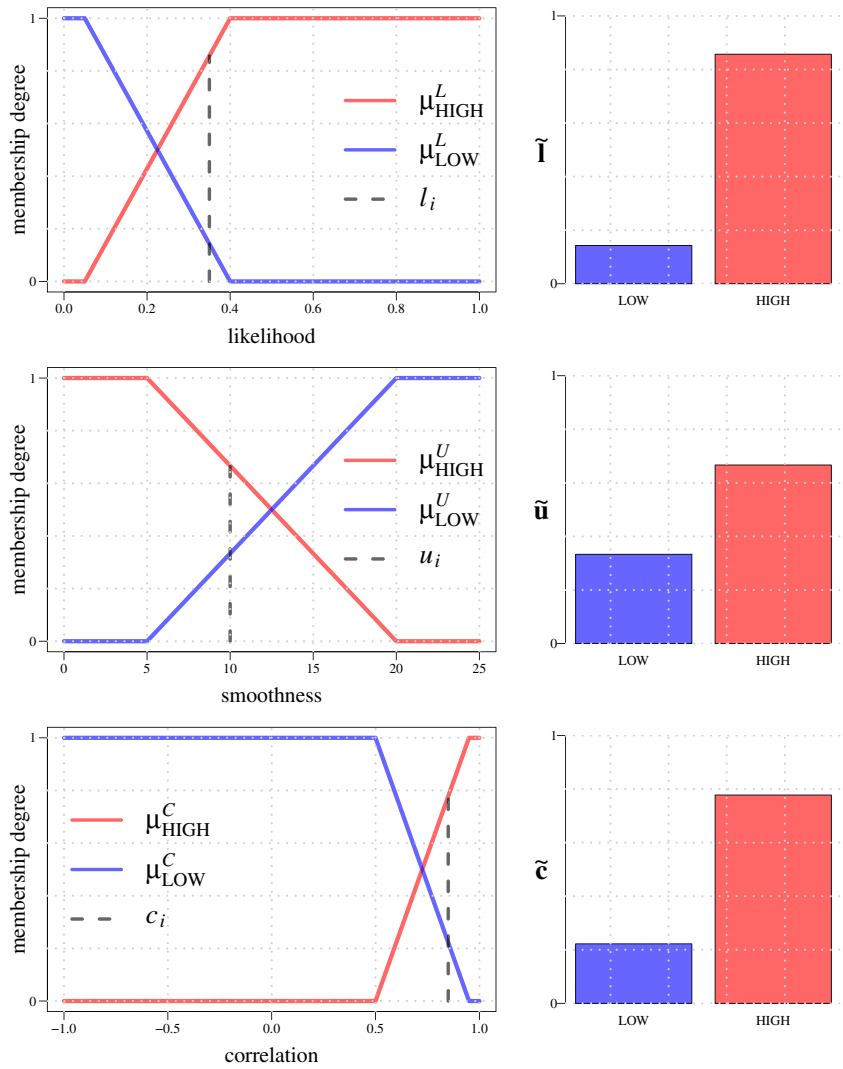 membership degree
1
0
μ^L_HIGH
μ^L_LOW
l_i
0.0 0.2 0.4 0.6 0.8 1.0
likelihood
l̃
1
0
LOW HIGH
membership degree
1
0
μ^U_HIGH
μ^U_LOW
u_i
0 5 10 15 20 25
smoothness
ũ
1
0
LOW HIGH
membership degree
1
0
μ^C_HIGH
μ^C_LOW
c_i
−1.0 −0.5 0.0 0.5 1.0
correlation
c̃
1
0
LOW HIGH